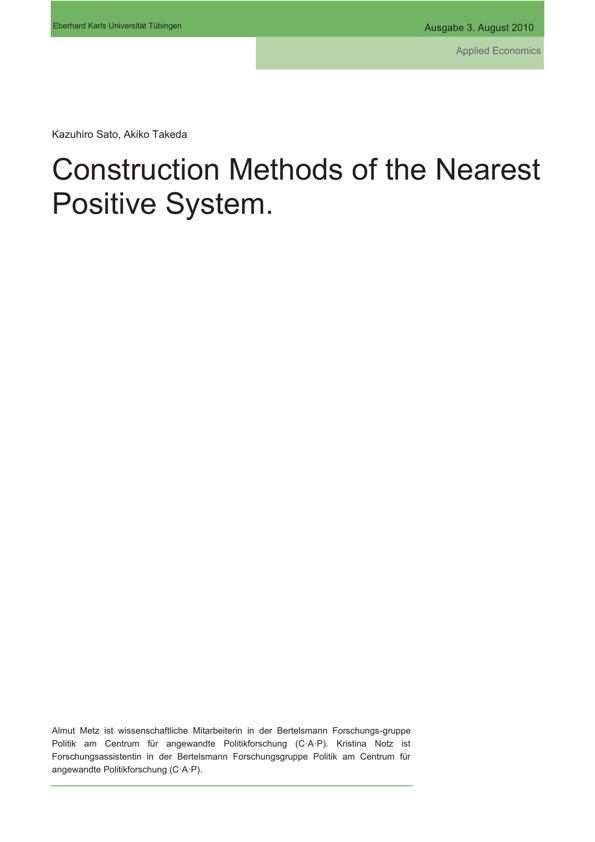 Eberhard Karls Universität Tübingen
Ausgabe 3. August 2010
Applied Economics
Kazuhiro Sato, Akiko Takeda
Construction Methods of the Nearest
Positive System.
Almut Metz ist wissenschaftliche Mitarbeiterin in der Bertelsmann Forschungs-gruppe
Politik am Centrum für angewandte Politikforschung (C·A·P). Kristina Notz ist
Forschungsassistentin in der Bertelsmann Forschungsgruppe Politik am Centrum für
angewandte Politikforschung (C·A·P).